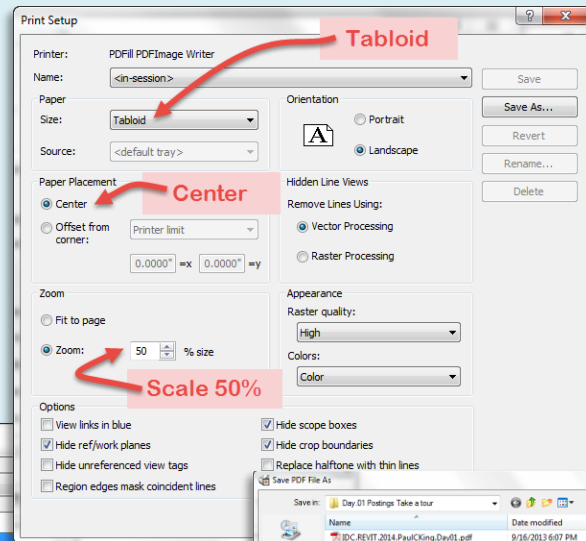 Print Setup
? X
Tabloid
Printer: PDFill PDFImage Writer
Name: <in-session>
Save
Paper
Size: Tabloid
Source: <default tray>
Orientation
A
Portrait
Landscape
Save As...
Revert
Rename...
Delete
Paper Placement
Center
Center
Offset from
corner:
Printer limit
0.0000" =x 0.0000" =y
Hidden Line Views
Remove Lines Using:
Vector Processing
Raster Processing
Zoom
Fit to page
Zoom: 50 % size
Scale 50%
Appearance
Raster quality:
High
Colors:
Color
Options
View links in blue
Hide ref/work planes
Hide unreferenced view tags
Region edges mask coincident lines
Hide scope boxes
Hide crop boundaries
Replace halftone with thin lines
Save PDF File As
Save in: Day.01 Postings Take a tour
Name Date modified
IDC.REVIT.2014.PaulCKing.Day01.pdf 9/16/2013 6:07 PM